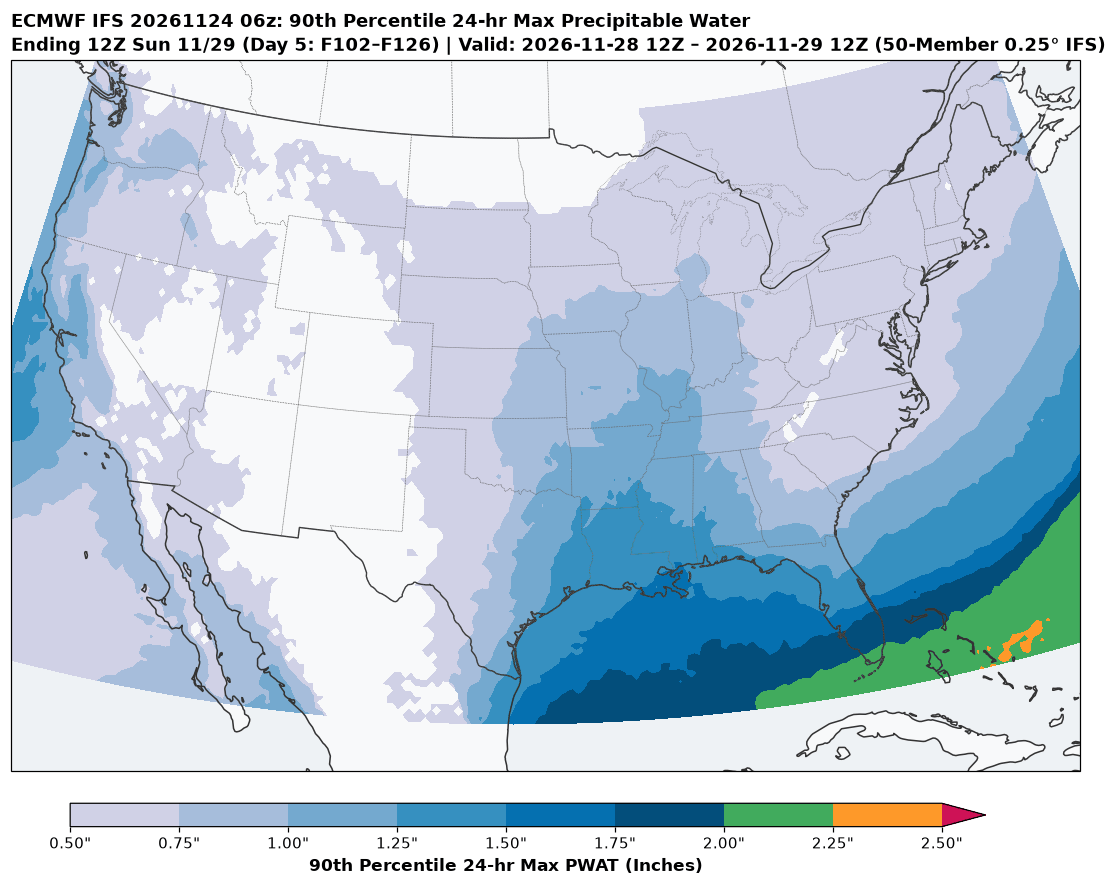 ECMWF IFS 20261124 06z: 90th Percentile 24-hr Max Precipitable Water
Ending 12Z Sun 11/29 (Day 5: F102–F126) | Valid: 2026-11-28 12Z – 2026-11-29 12Z (50-Member 0.25° IFS)
0.50" 0.75" 1.00" 1.25" 1.50" 1.75" 2.00" 2.25" 2.50"
90th Percentile 24-hr Max PWAT (Inches)